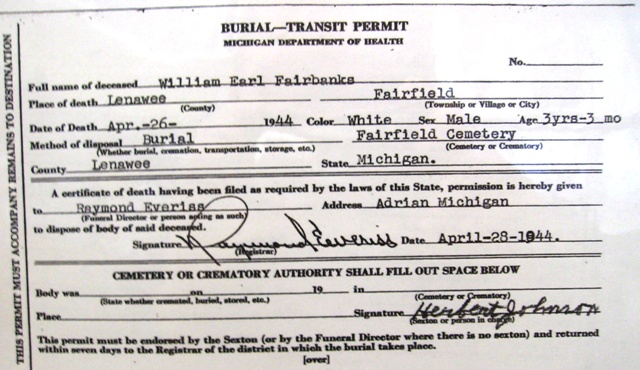 BURIAL—TRANSIT PERMIT
MICHIGAN DEPARTMENT OF HEALTH
No.
Full name of deceased William Earl Fairbanks
Place of death Lenawee Fairfield
(County) (Township or Village or City)
Date of Death Apr.-26- 1944 Color White Sex Male Age 3yrs-3 mo
Method of disposal Burial Fairfield Cemetery
(Whether burial, cremation, transportation, storage, etc.) (Cemetery or Crematory)
County Lenawee State Michigan.
A certificate of death having been filed as required by the laws of this State, permission is hereby given
to Raymond Everiss Address Adrian Michigan
(Funeral Director or person acting as such)
to dispose of body of said deceased.
Signature Raymond Everiss Date April-28-1944.
(Registrar)
CEMETERY OR CREMATORY AUTHORITY SHALL FILL OUT SPACE BELOW
Body was on 19 in
(State whether cremated, buried, stored, etc.) (Cemetery or Crematory)
Place Signature Herbert Johnson
(Sexton or person in charge)
This permit must be endorsed by the Sexton (or by the Funeral Director where there is no sexton) and returned
within seven days to the Registrar of the district in which the burial takes place.
[over]
THIS PERMIT MUST ACCOMPANY REMAINS TO DESTINATION